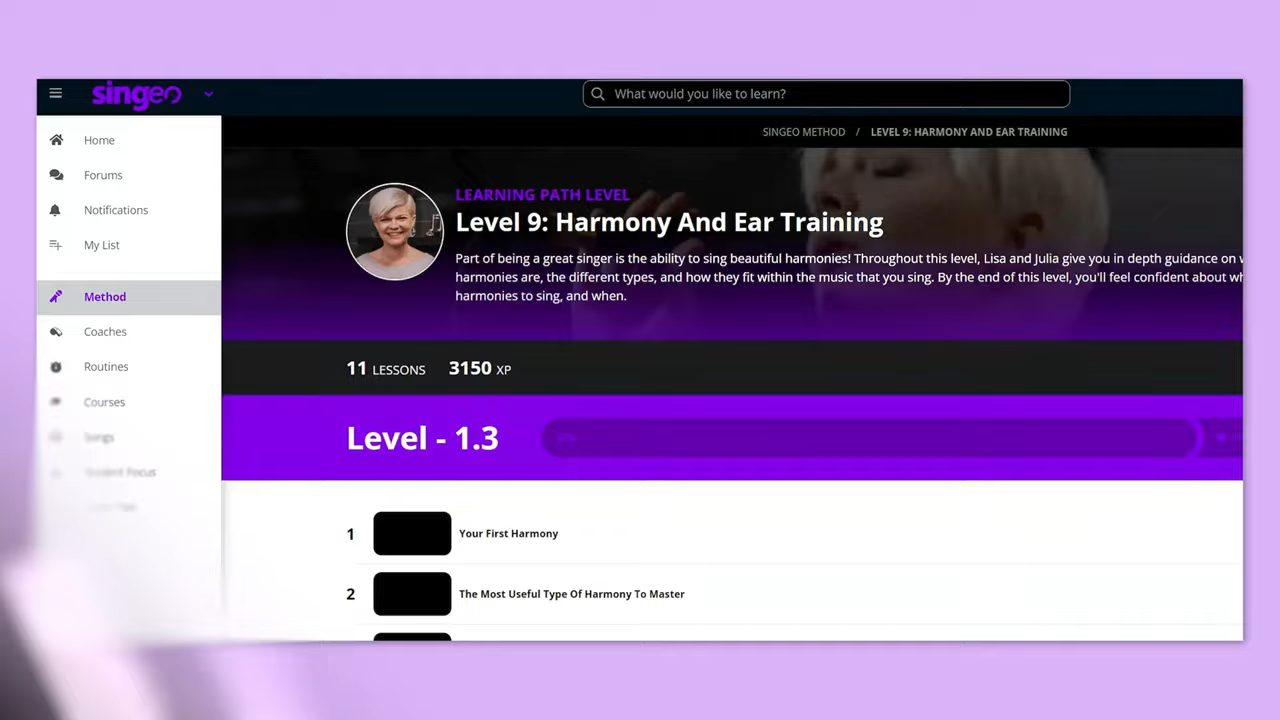 singeo
What would you like to learn?
SINGEO METHOD / LEVEL 9: HARMONY AND EAR TRAINING
Home
Forums
Notifications
My List
Method
Coaches
Routines
Courses
Songs
Student Focus
LEARNING PATH LEVEL
Level 9: Harmony And Ear Training
Part of being a great singer is the ability to sing beautiful harmonies! Throughout this level, Lisa and Julia give you in depth guidance on
harmonies are, the different types, and how they fit within the music that you sing. By the end of this level, you'll feel confident about
harmonies to sing, and when.
11 LESSONS 3150 XP
Level - 1.3
1 Your First Harmony
2 The Most Useful Type Of Harmony To Master